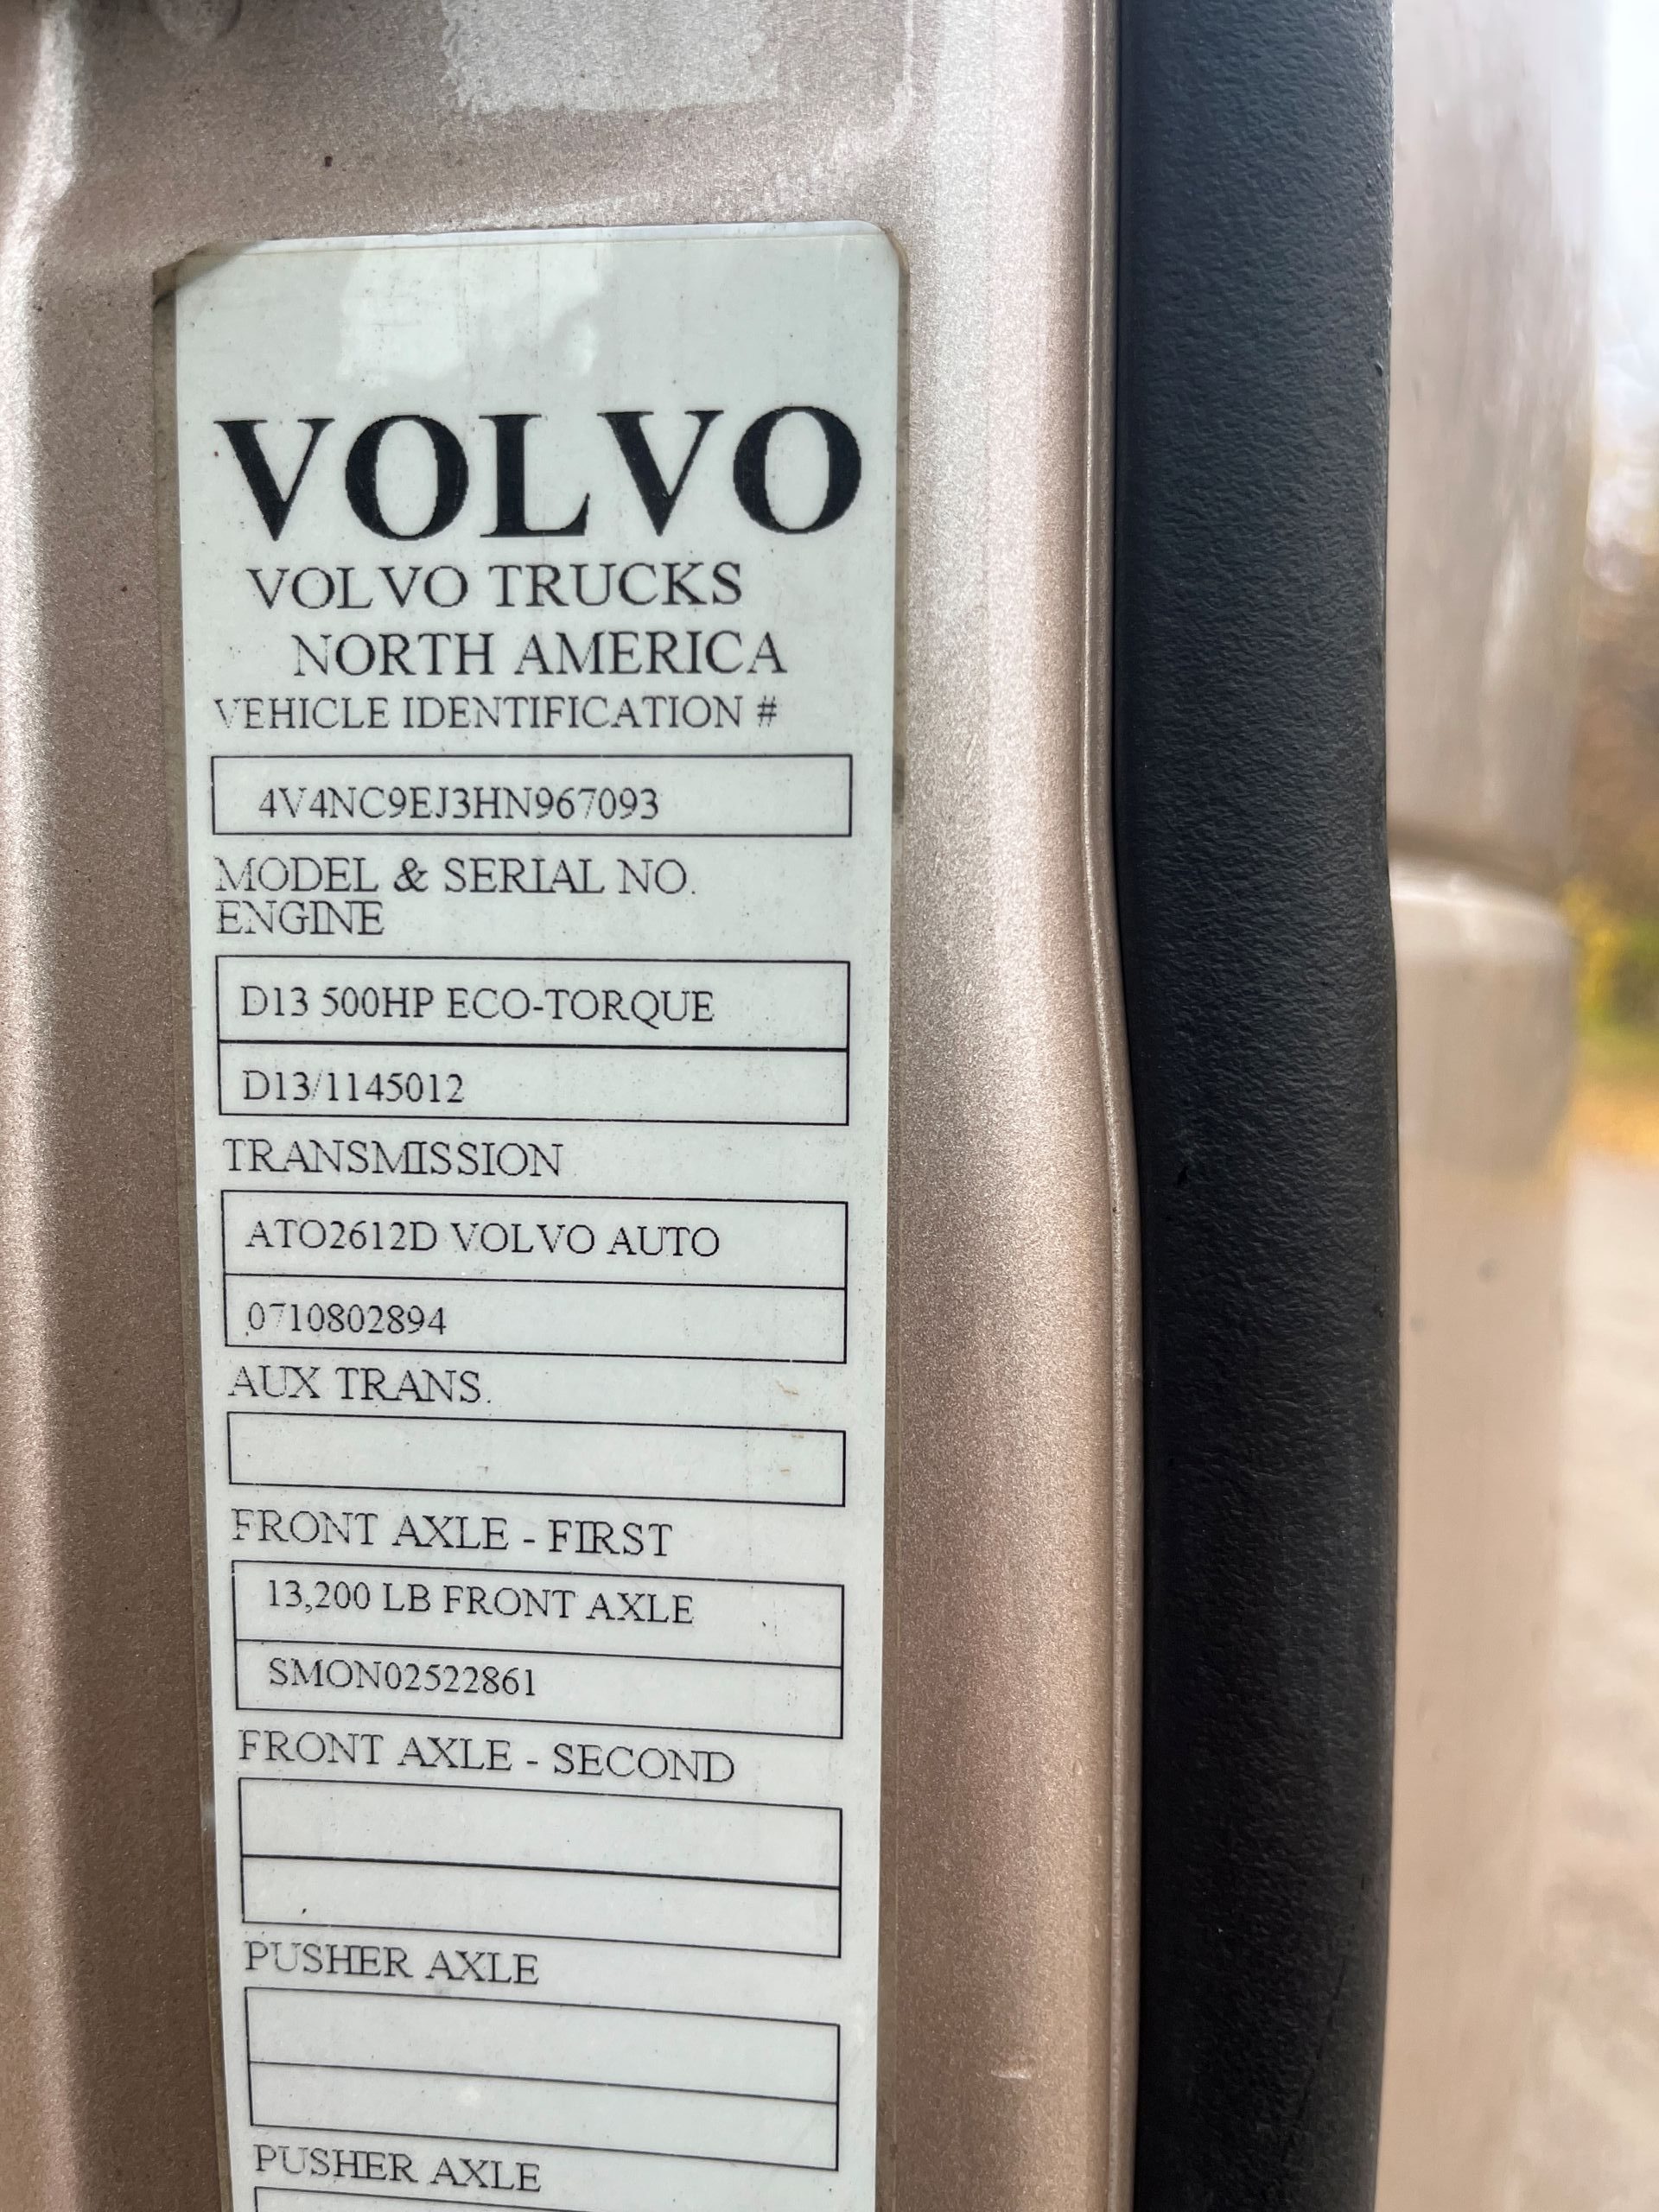 VOLVO
VOLVO TRUCKS
NORTH AMERICA
VEHICLE IDENTIFICATION #
4V4NC9EJ3HN967093
MODEL & SERIAL NO.
ENGINE
D13 500HP ECO-TORQUE
D13/1145012
TRANSMISSION
ATO2612D VOLVO AUTO
0710802894
AUX TRANS.
FRONT AXLE - FIRST
13,200 LB FRONT AXLE
SMON02522861
FRONT AXLE - SECOND
PUSHER AXLE
PUSHER AXLE